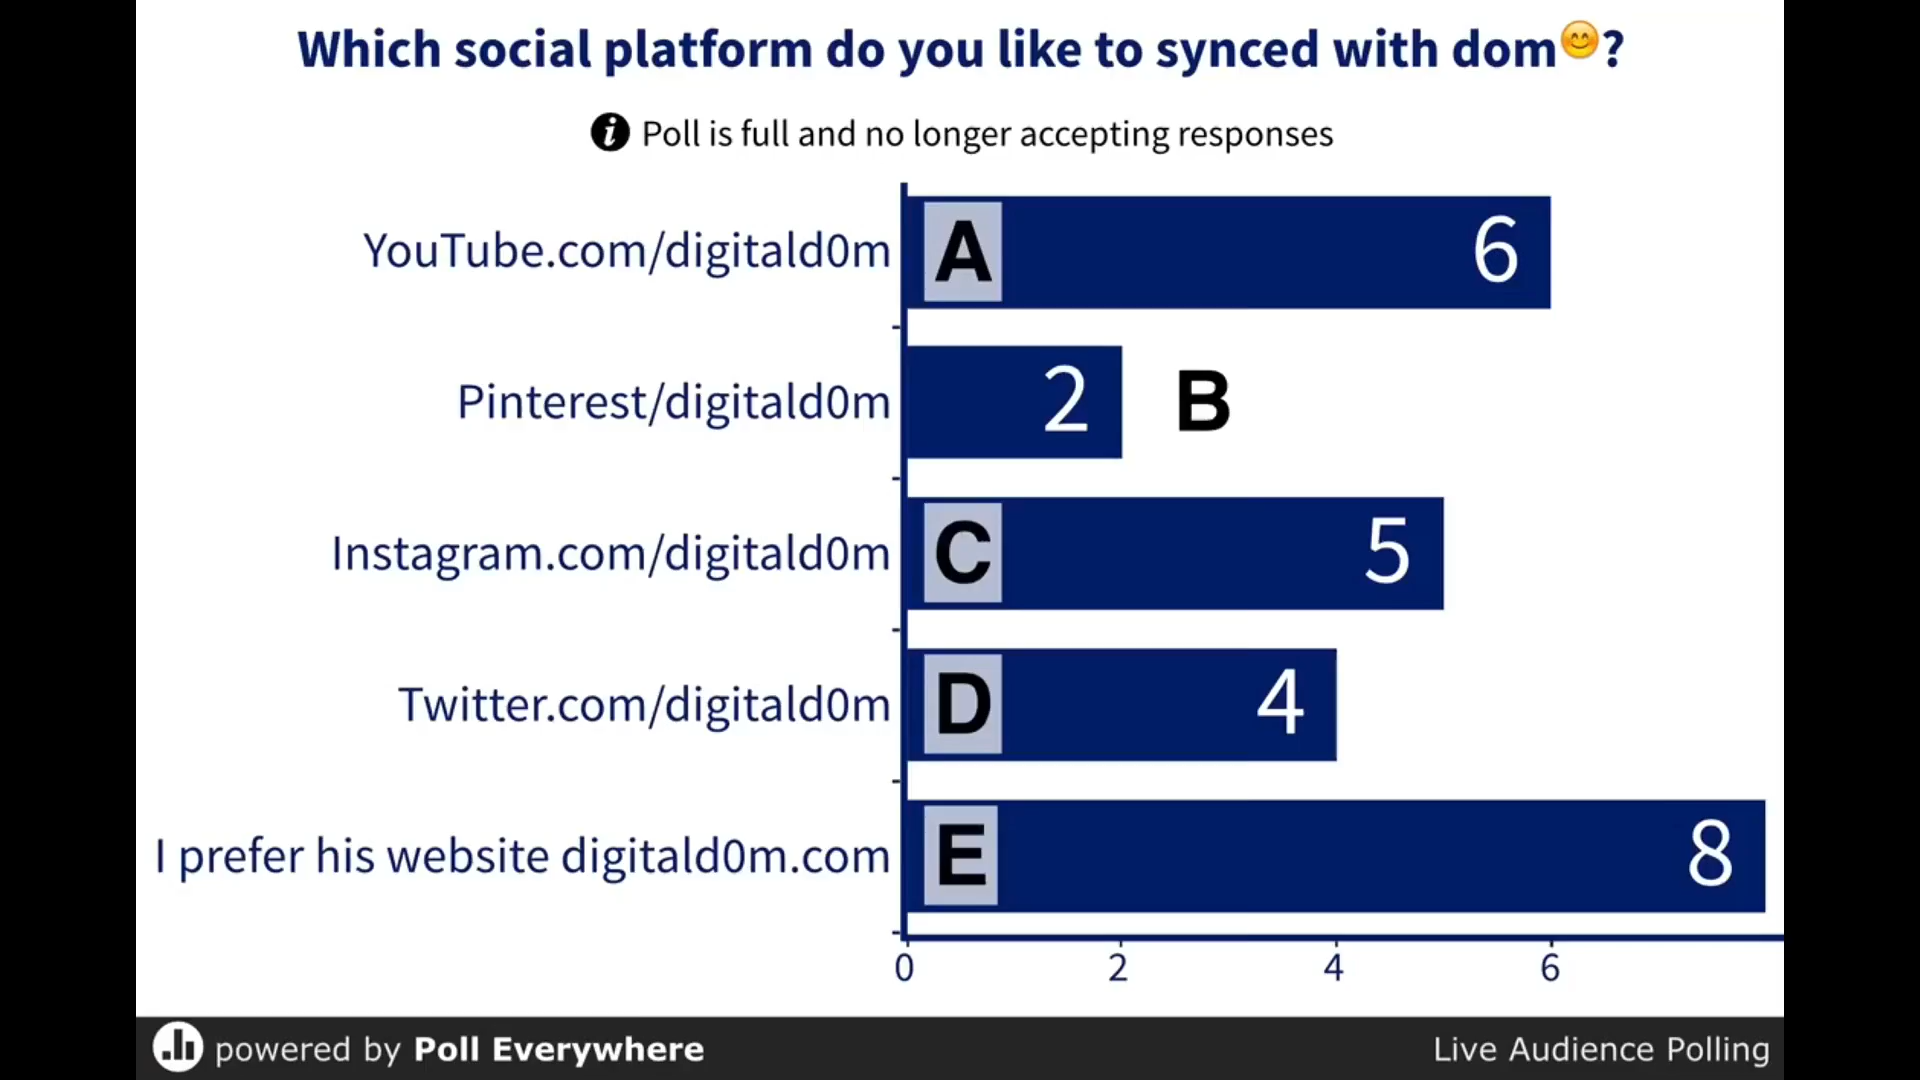 Which social platform do you like to synced with dom😊?
Poll is full and no longer accepting responses
YouTube.com/digitald0m A 6
Pinterest/digitald0m 2 B
Instagram.com/digitald0m C 5
Twitter.com/digitald0m D 4
I prefer his website digitald0m.com E 8
0 2 4 6
powered by Poll Everywhere Live Audience Polling